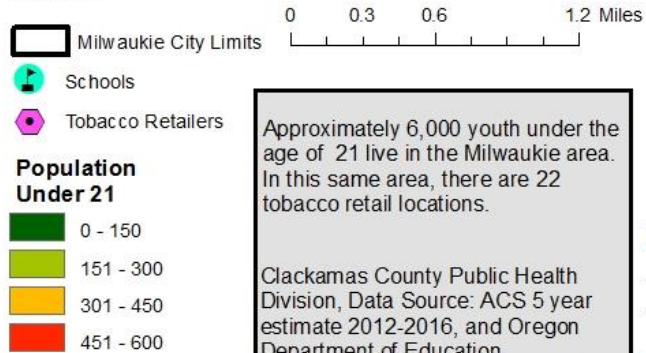 0 0.3 0.6 1.2 Miles
Milwaukie City Limits
Schools
Tobacco Retailers
Population
Under 21
0 - 150
151 - 300
301 - 450
451 - 600
Approximately 6,000 youth under the
age of 21 live in the Milwaukie area.
In this same area, there are 22
tobacco retail locations.
Clackamas County Public Health
Division, Data Source: ACS 5 year
estimate 2012-2016, and Oregon
Department of Education